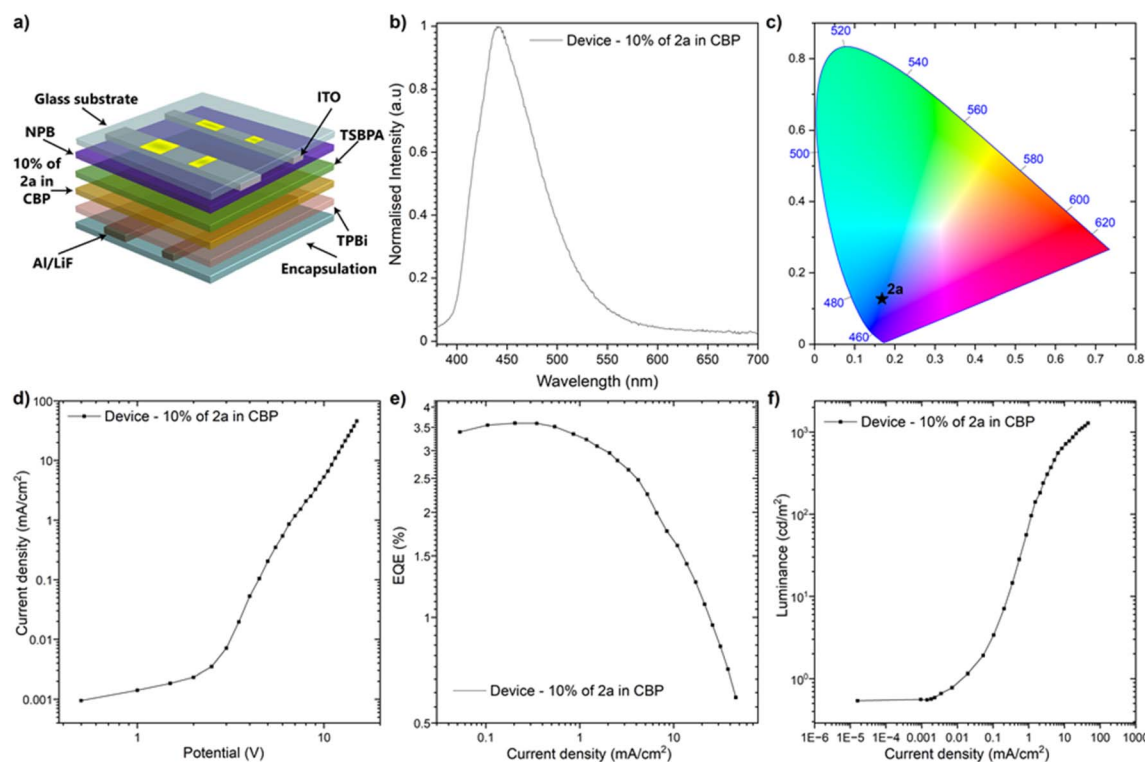 a)
Glass substrate
ITO
NPB
TSBPA
10% of
2a in
CBP
Al/LiF
TPBi
Encapsulation
b)
Device - 10% of 2a in CBP
Normalised Intensity (a.u)
1
0.8
0.6
0.4
0.2
0
400 450 500 550 600 650 700
Wavelength (nm)
c)
520
540
560
580
600
620
500
480
460
2a
0.8
0.6
0.4
0.2
0
0 0.1 0.2 0.3 0.4 0.5 0.6 0.7 0.8
d)
Device - 10% of 2a in CBP
Current density (mA/cm²)
100
10
1
0.1
0.01
0.001
1 10
Potential (V)
e)
EQE (%)
4
3.5
3
2.5
2
1.5
1
0.5
Device - 10% of 2a in CBP
0.1 1 10
Current density (mA/cm²)
f)
Device - 10% of 2a in CBP
Luminance (cd/m²)
10³
10²
10¹
10⁰
1E-6 1E-5 1E-4 0.001 0.01 0.1 1 10 100 1000
Current density (mA/cm²)